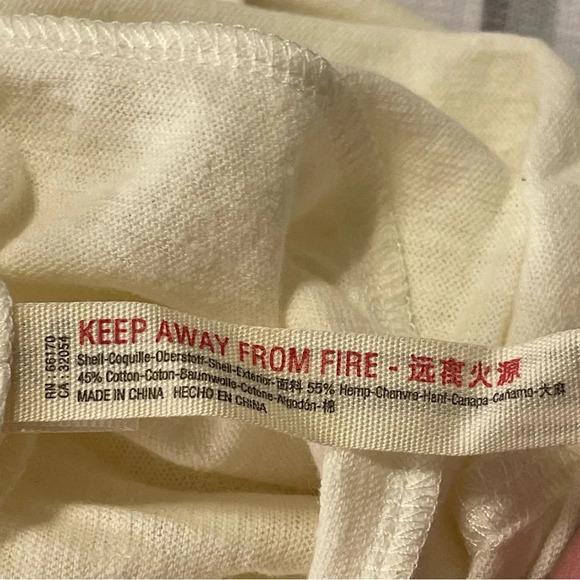 RN 66170
CA 32054
KEEP AWAY FROM FIRE - 远离火源
Shell-Coquille-Oberstoff-Shell-Exterior-面料 55% Hemp-Chanvre-Hanf-Canapa-Cáñamo-大麻
45% Cotton-Coton-Baumwolle-Cotone-Algodón-棉
MADE IN CHINA HECHO EN CHINA